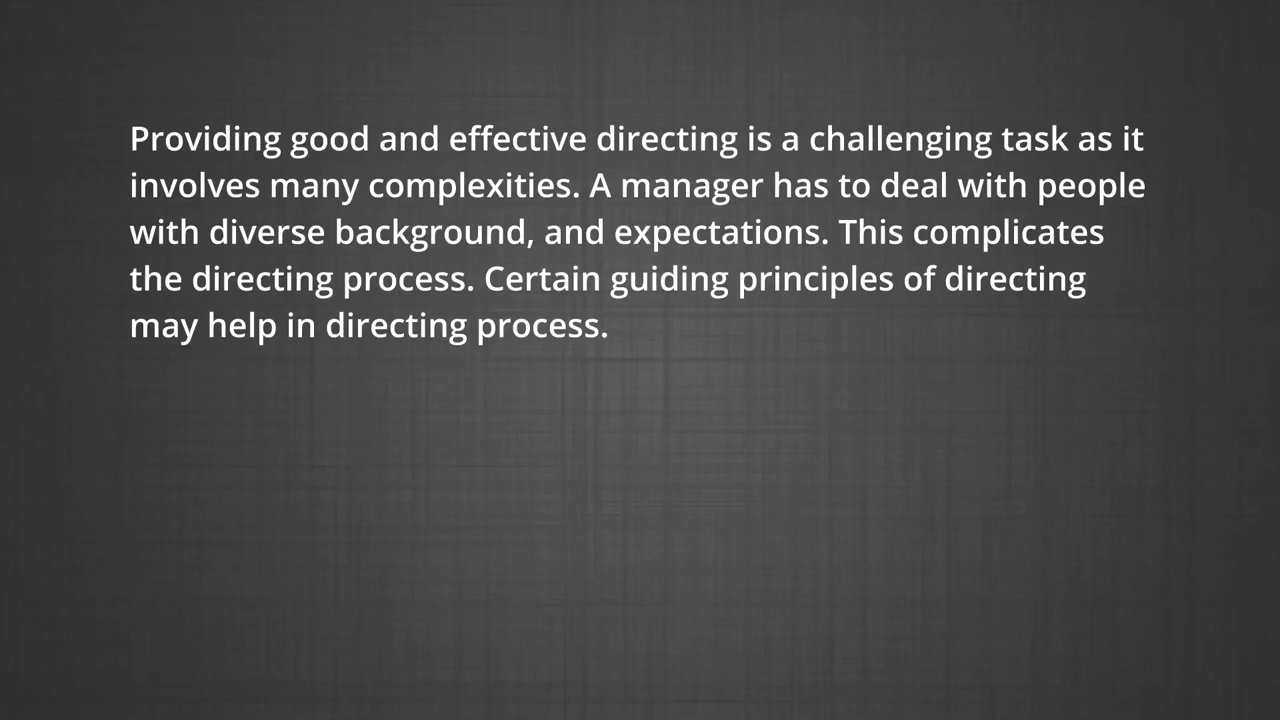 Providing good and effective directing is a challenging task as it
involves many complexities. A manager has to deal with people
with diverse background, and expectations. This complicates
the directing process. Certain guiding principles of directing
may help in directing process.